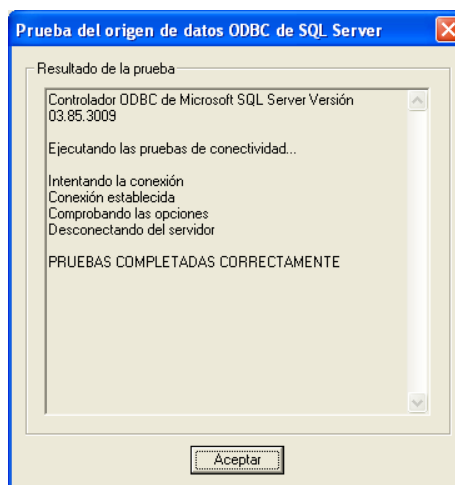 Prueba del origen de datos ODBC de SQL Server
Resultado de la prueba
Controlador ODBC de Microsoft SQL Server Versión
03.85.3009
Ejecutando las pruebas de conectividad...
Intentando la conexión
Conexión establecida
Comprobando las opciones
Desconectando del servidor
PRUEBAS COMPLETADAS CORRECTAMENTE
Aceptar